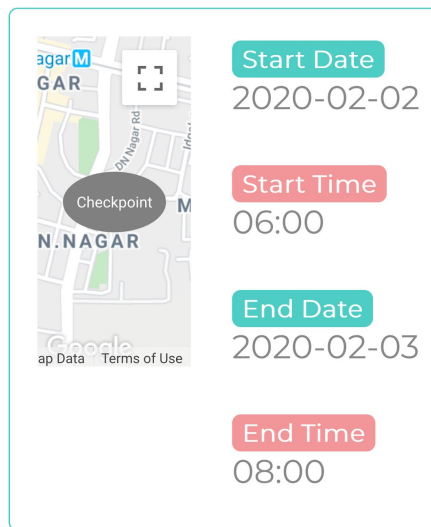 agar M
GAR
DN Nagar Rd
Checkpoint
M
N.NAGAR
Google
ap Data Terms of Use
Start Date
2020-02-02
Start Time
06:00
End Date
2020-02-03
End Time
08:00